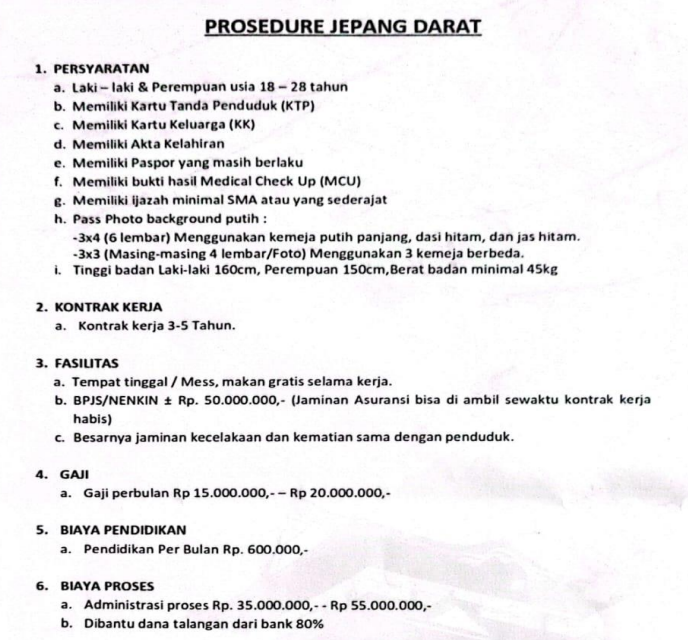 PROSEDURE JEPANG DARAT
1. PERSYARATAN
a. Laki – laki & Perempuan usia 18 – 28 tahun
b. Memiliki Kartu Tanda Penduduk (KTP)
c. Memiliki Kartu Keluarga (KK)
d. Memiliki Akta Kelahiran
e. Memiliki Paspor yang masih berlaku
f. Memiliki bukti hasil Medical Check Up (MCU)
g. Memiliki Ijazah minimal SMA atau yang sederajat
h. Pass Photo background putih :
-3x4 (6 lembar) Menggunakan kemeja putih panjang, dasi hitam, dan jas hitam.
-3x3 (Masing-masing 4 lembar/Foto) Menggunakan 3 kemeja berbeda.
i. Tinggi badan Laki-laki 160cm, Perempuan 150cm,Berat badan minimal 45kg
2. KONTRAK KERJA
a. Kontrak kerja 3-5 Tahun.
3. FASILITAS
a. Tempat tinggal / Mess, makan gratis selama kerja.
b. BPJS/NENKIN ± Rp. 50.000.000,- (Jaminan Asuransi bisa di ambil sewaktu kontrak kerja
habis)
c. Besarnya jaminan kecelakaan dan kematian sama dengan penduduk.
4. GAJI
a. Gaji perbulan Rp 15.000.000,- – Rp 20.000.000,-
5. BIAYA PENDIDIKAN
a. Pendidikan Per Bulan Rp. 600.000,-
6. BIAYA PROSES
a. Administrasi proses Rp. 35.000.000,- - Rp 55.000.000,-
b. Dibantu dana talangan dari bank 80%